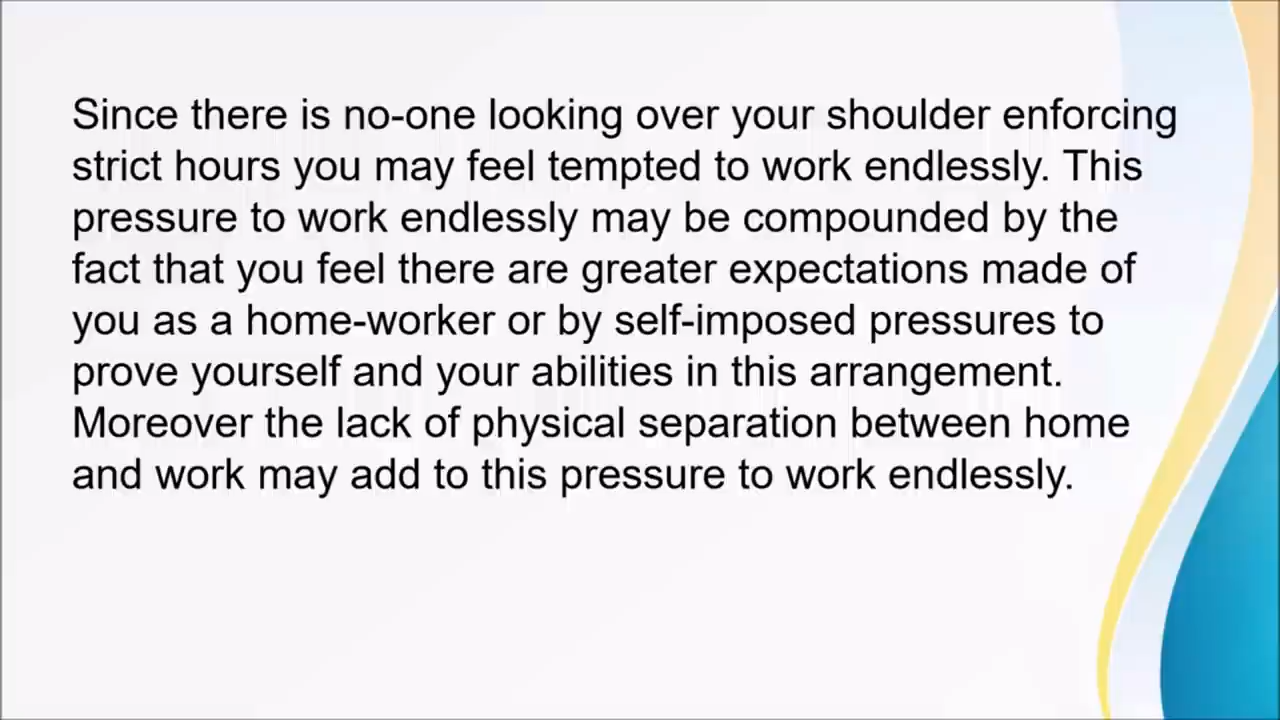 Since there is no-one looking over your shoulder enforcing
strict hours you may feel tempted to work endlessly. This
pressure to work endlessly may be compounded by the
fact that you feel there are greater expectations made of
you as a home-worker or by self-imposed pressures to
prove yourself and your abilities in this arrangement.
Moreover the lack of physical separation between home
and work may add to this pressure to work endlessly.